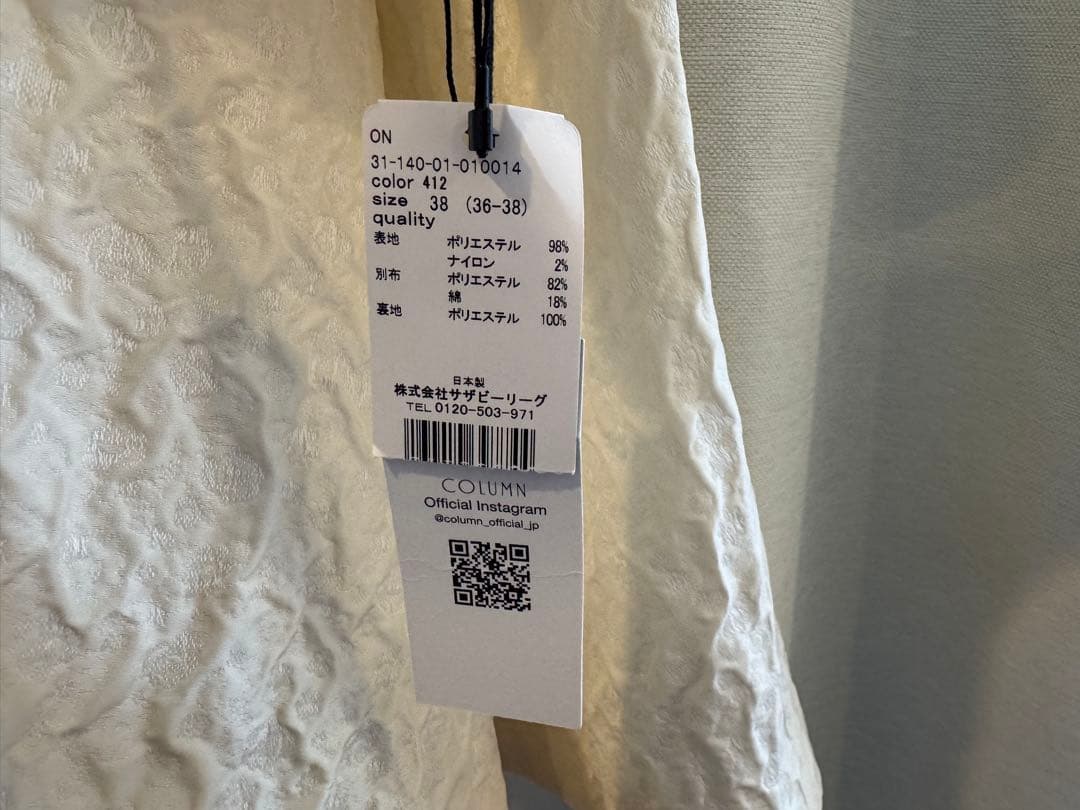 ON
31-140-01-010014
color 412
size 38 (36-38)
quality
表地 ポリエステル 98%
ナイロン 2%
別布 ポリエステル 82%
綿 18%
裏地 ポリエステル 100%
日本製
株式会社サザビーリーグ
TEL 0120-503-971
COLUMN
Official Instagram
@column_official_jp